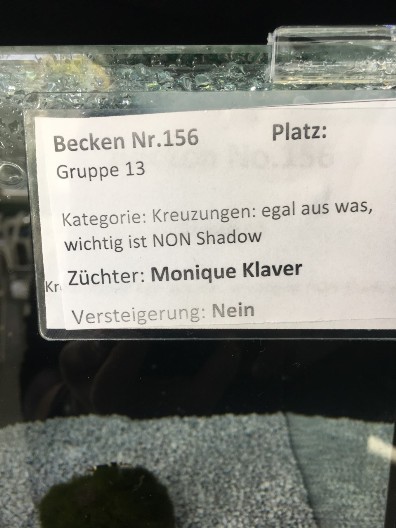 Becken Nr.156 Platz:
Gruppe 13
Kategorie: Kreuzungen: egal aus was,
wichtig ist NON Shadow
Züchter: Monique Klaver
Versteigerung: Nein